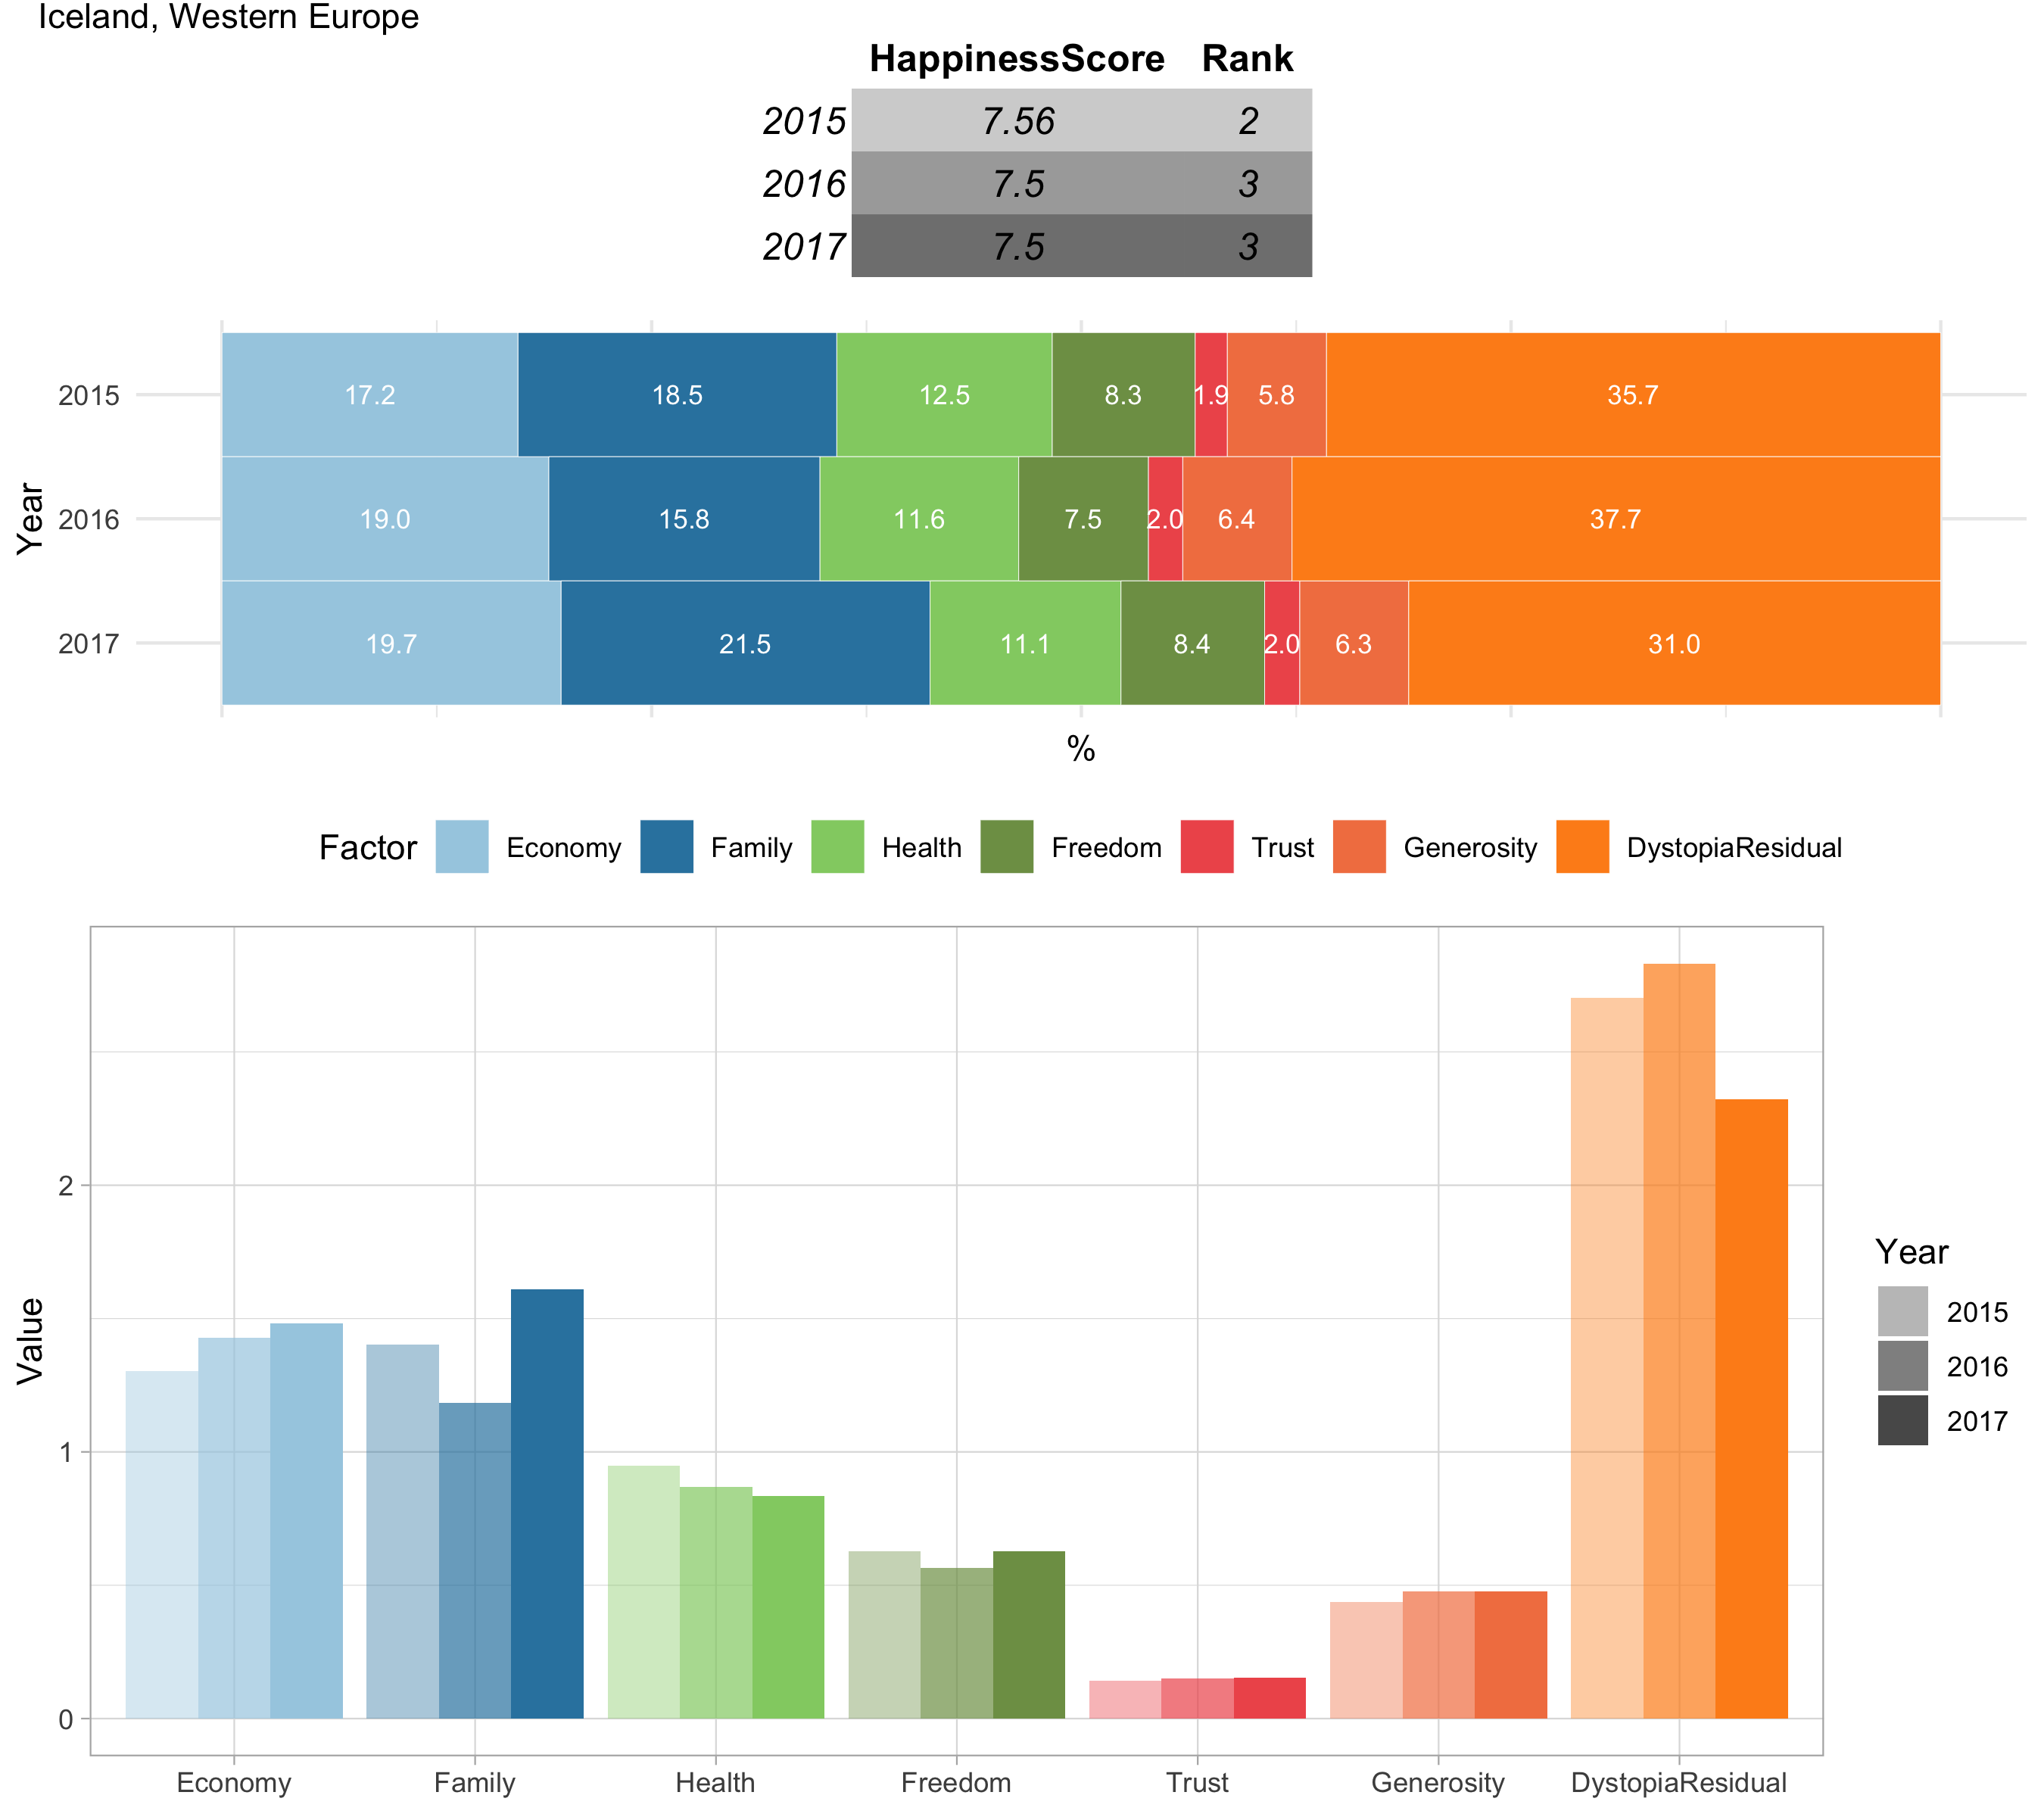 Iceland, Western Europe
HappinessScore Rank
2015 7.56 2
2016 7.5 3
2017 7.5 3
Year
2015 17.2 18.5 12.5 8.3 1.9 5.8 35.7
2016 19.0 15.8 11.6 7.5 2.0 6.4 37.7
2017 19.7 21.5 11.1 8.4 2.0 6.3 31.0
%
Factor Economy Family Health Freedom Trust Generosity DystopiaResidual
Value
2
1
0
Economy Family Health Freedom Trust Generosity DystopiaResidual
Year
2015
2016
2017